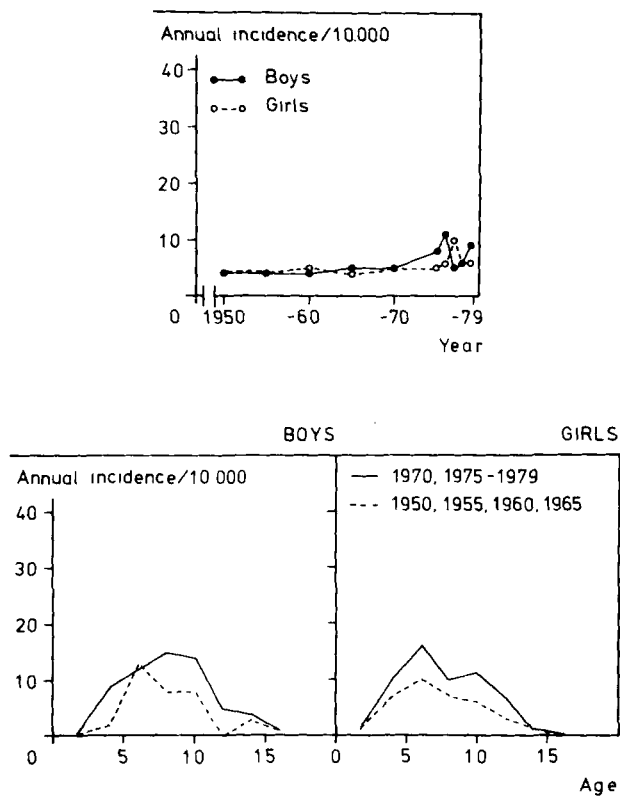 Annual incidence/10.000
40
Boys
Girls
30
20
10
0 1950 -60 -70 -79
Year
BOYS GIRLS
Annual incidence/10 000
1970, 1975-1979
1950, 1955, 1960, 1965
40
30
20
10
0 5 10 15 0 5 10 15
Age